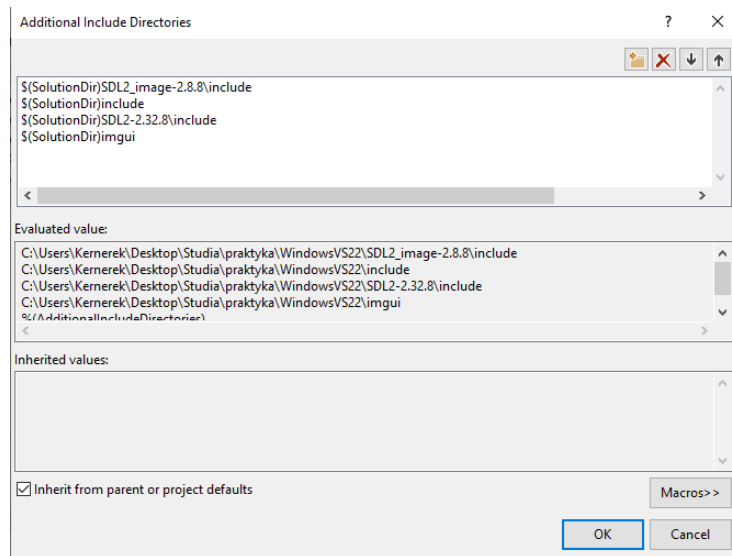 Additional Include Directories
$(SolutionDir)SDL2_image-2.8.8\include
$(SolutionDir)include
$(SolutionDir)SDL2-2.32.8\include
$(SolutionDir)imgui
Evaluated value:
C:\Users\Kernerek\Desktop\Studia\praktyka\WindowsVS22\SDL2_image-2.8.8\include
C:\Users\Kernerek\Desktop\Studia\praktyka\WindowsVS22\include
C:\Users\Kernerek\Desktop\Studia\praktyka\WindowsVS22\SDL2-2.32.8\include
C:\Users\Kernerek\Desktop\Studia\praktyka\WindowsVS22\imgui
%(AdditionalIncludeDirectories)
Inherited values:
Inherit from parent or project defaults
Macros>>
OK
Cancel